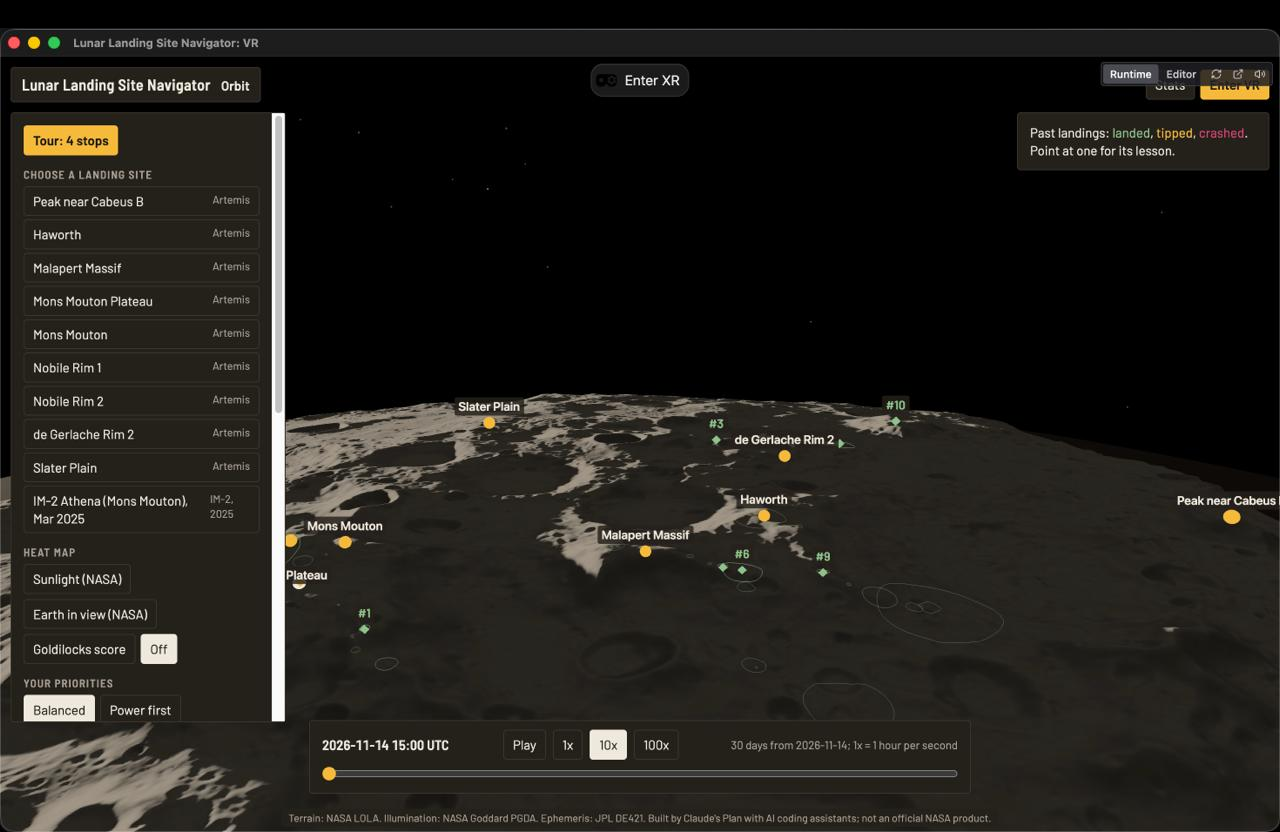 Lunar Landing Site Navigator: VR
Lunar Landing Site Navigator Orbit
Enter XR
Runtime Editor
Stats Enter VR
Tour: 4 stops
CHOOSE A LANDING SITE
Peak near Cabeus B Artemis
Haworth Artemis
Malapert Massif Artemis
Mons Mouton Plateau Artemis
Mons Mouton Artemis
Nobile Rim 1 Artemis
Nobile Rim 2 Artemis
de Gerlache Rim 2 Artemis
Slater Plain Artemis
IM-2 Athena (Mons Mouton), IM-2,
Mar 2025 2025
HEAT MAP
Sunlight (NASA)
Earth in view (NASA)
Goldilocks score Off
YOUR PRIORITIES
Balanced Power first
Past landings: landed, tipped, crashed.
Point at one for its lesson.
Slater Plain
#10
#3
de Gerlache Rim 2
Haworth
Peak near Cabeus
Mons Mouton
Malapert Massif
#6
#9
Plateau
#1
2026-11-14 15:00 UTC Play 1x 10x 100x 30 days from 2026-11-14; 1x = 1 hour per second
Terrain: NASA LOLA. Illumination: NASA Goddard PGDA. Ephemeris: JPL DE421. Built by Claude's Plan with AI coding assistants; not an official NASA product.